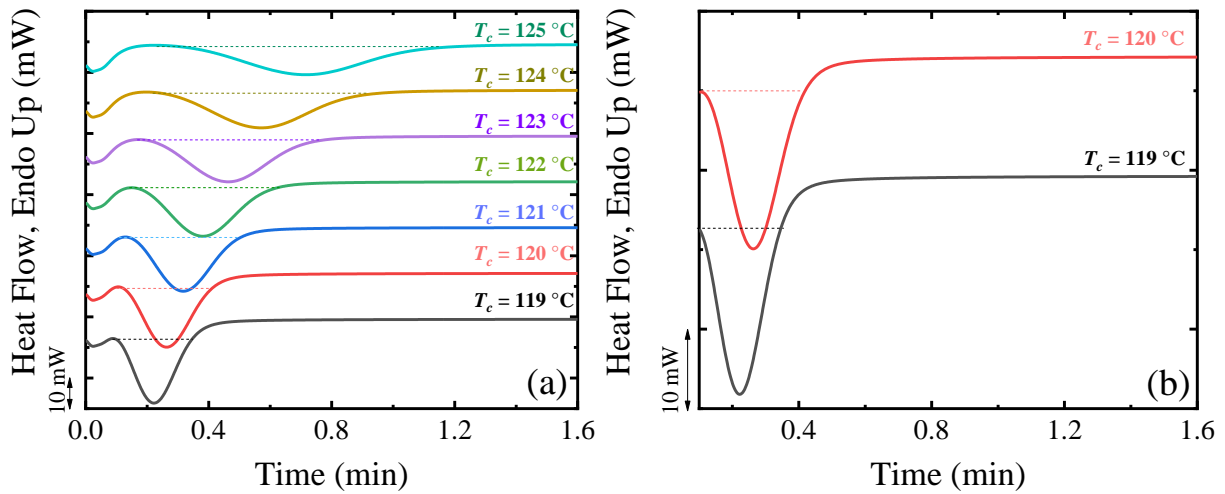 Heat Flow, Endo Up (mW)
10 mW
T_c = 125 °C
T_c = 124 °C
T_c = 123 °C
T_c = 122 °C
T_c = 121 °C
T_c = 120 °C
T_c = 119 °C
(a)
0.0 0.4 0.8 1.2 1.6
Time (min)
Heat Flow, Endo Up (mW)
10 mW
T_c = 120 °C
T_c = 119 °C
(b)
0.4 0.8 1.2 1.6
Time (min)